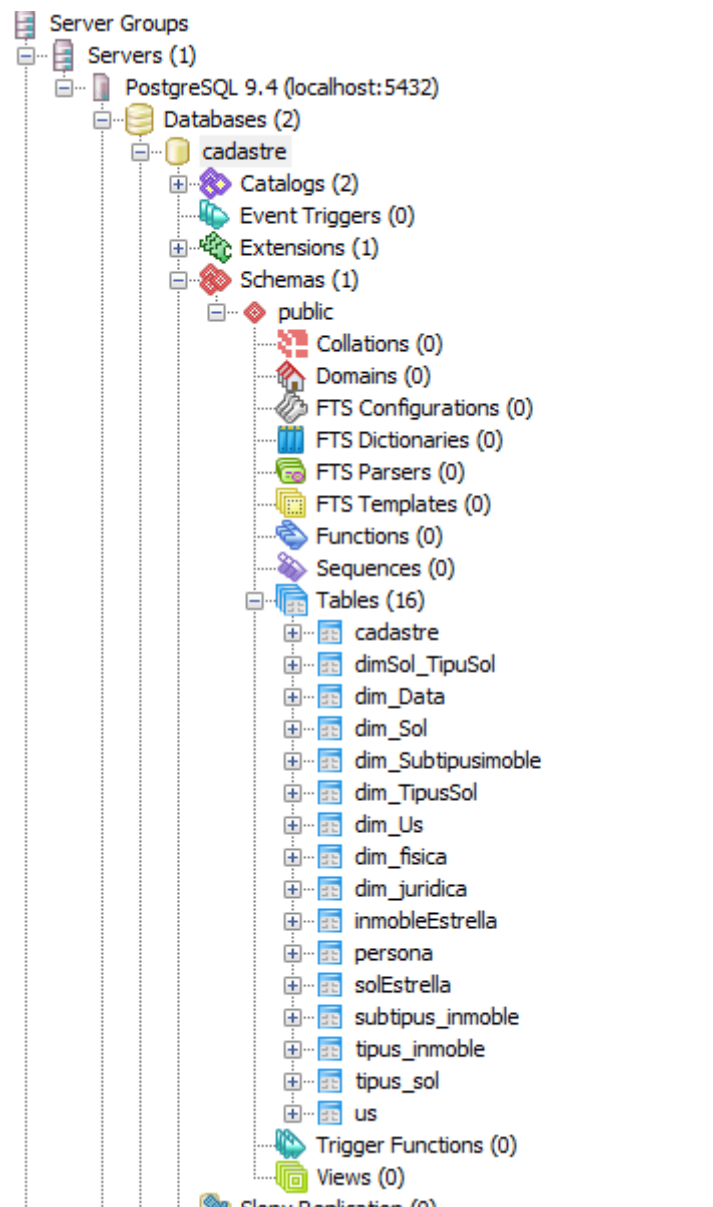 Server Groups
Servers (1)
PostgreSQL 9.4 (localhost:5432)
Databases (2)
cadastre
Catalogs (2)
Event Triggers (0)
Extensions (1)
Schemas (1)
public
Collations (0)
Domains (0)
FTS Configurations (0)
FTS Dictionaries (0)
FTS Parsers (0)
FTS Templates (0)
Functions (0)
Sequences (0)
Tables (16)
cadastre
dimSol_TipuSol
dim_Data
dim_Sol
dim_Subtipusimoble
dim_TipusSol
dim_Us
dim_fisica
dim_juridica
inmobleEstrella
persona
solEstrella
subtipus_inmoble
tipus_inmoble
tipus_sol
us
Trigger Functions (0)
Views (0)
Slony Replication (0)